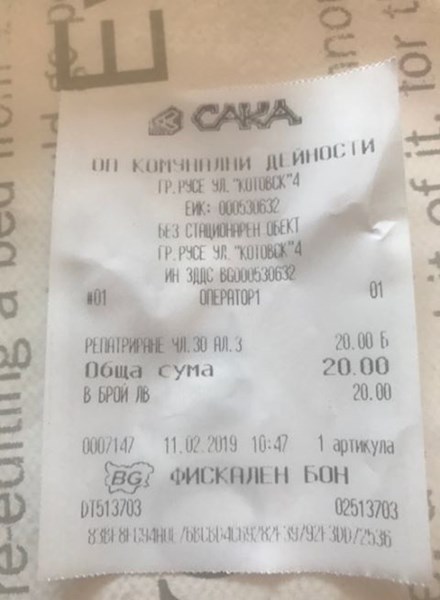 САКА
ОП КОМУНАЛНИ ДЕЙНОСТИ
ГР.РУСЕ УЛ. "КОТОВСК"4
ЕИК: 000530632
БЕЗ СТАЦИОНАРЕН ОБЕКТ
ГР.РУСЕ УЛ. "КОТОВСК"4
ИН ЗДДС BG000530632
#01 ОПЕРАТОР1 01
РЕПАТРИРАНЕ ЧЛ.30 АЛ.3 20.00 Б
Обща сума 20.00
В БРОЙ ЛВ 20.00
0007147 11.02.2019 10:47 1 артикула
BG ФИСКАЛЕН БОН
DT513703 02513703